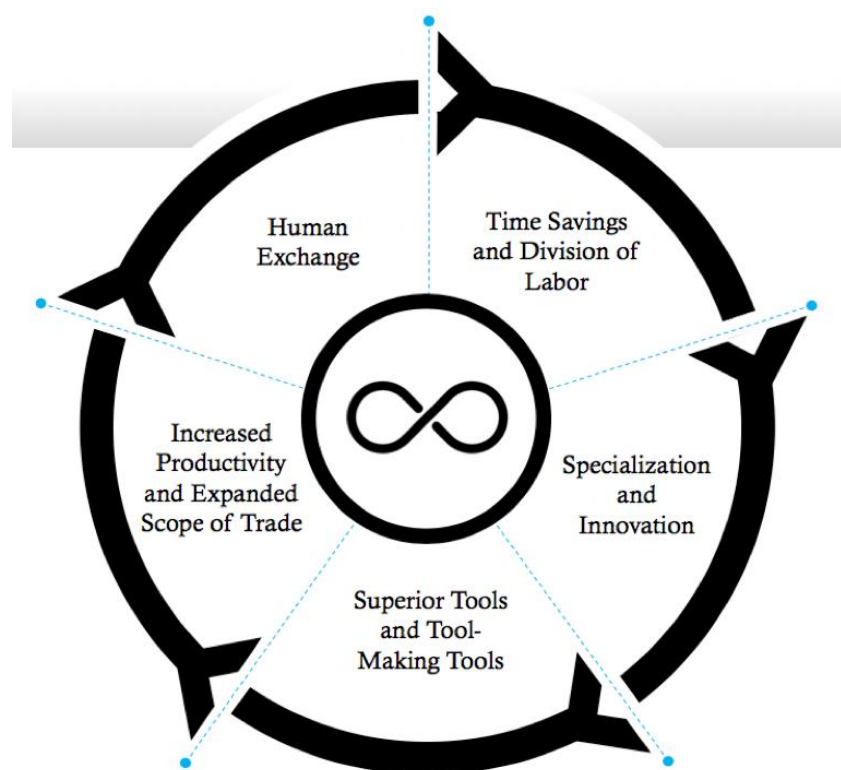 Human
Exchange
Time Savings
and Division of
Labor
Specialization
and
Innovation
Superior Tools
and Tool-
Making Tools
Increased
Productivity
and Expanded
Scope of Trade